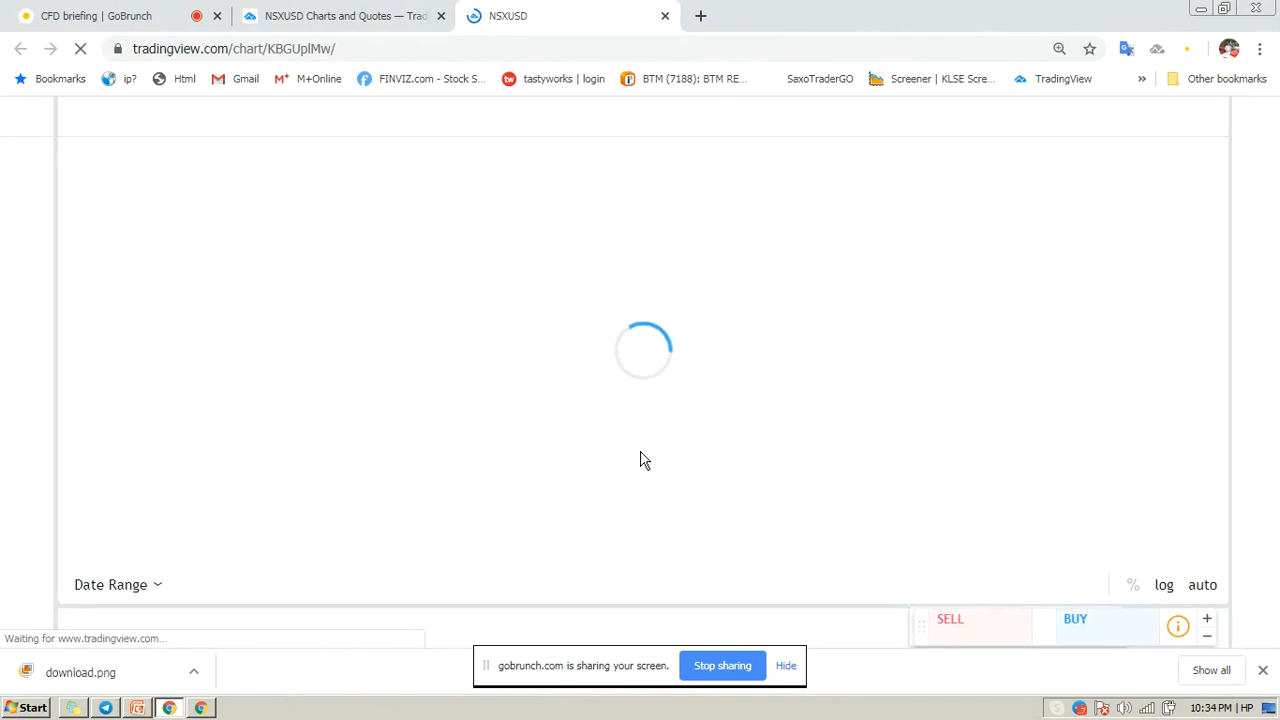 CFD briefing | GoBrunch
NSXUSD Charts and Quotes — Trad
NSXUSD
tradingview.com/chart/KBGUplMw/
Bookmarks
ip?
Html
Gmail
M+Online
FINVIZ.com - Stock S...
tastyworks | login
BTM (7188): BTM RE...
SaxoTraderGO
Screener | KLSE Scre...
TradingView
»
Other bookmarks
Date Range
%
log
auto
SELL
BUY
Waiting for www.tradingview.com...
gobrunch.com is sharing your screen.
Stop sharing
Hide
download.png
Show all
Start
10:34 PM | HP